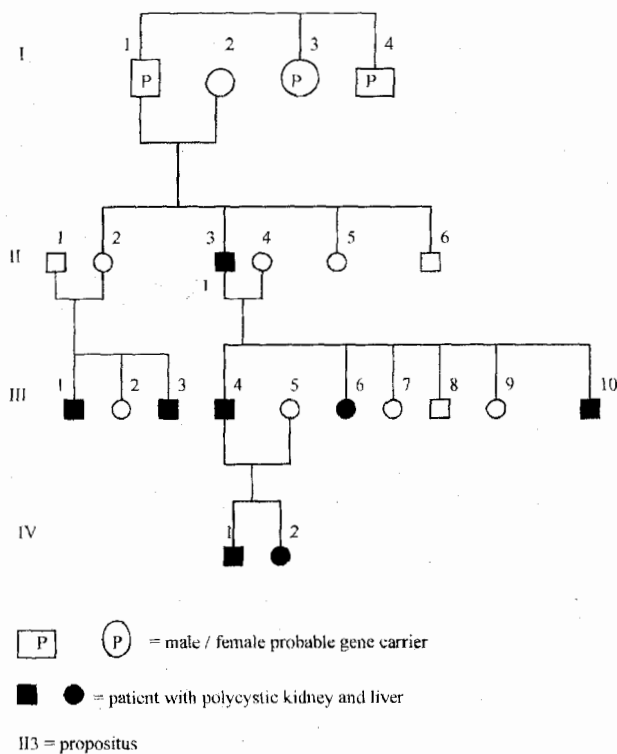 1 2 3 4
I
P P P
1 2 3 4 5 6
II
1
1 2 3 4 5 6 7 8 9 10
III
IV
1 2
P P = male / female probable gene carrier
= patient with polycystic kidney and liver
II3 = propositus